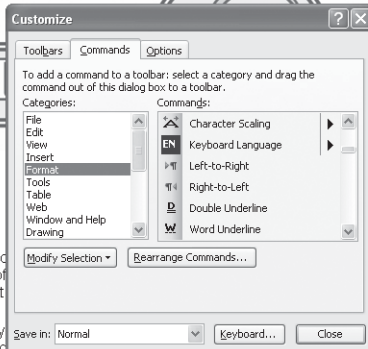 Customize
Toolbars Commands Options
To add a command to a toolbar: select a category and drag the
command out of this dialog box to a toolbar.
Categories:
File
Edit
View
Insert
Format
Tools
Table
Web
Window and Help
Drawing
Commands:
Character Scaling
EN Keyboard Language
Left-to-Right
Right-to-Left
D Double Underline
W Word Underline
Modify Selection
Rearrange Commands...
Save in: Normal
Keyboard... Close